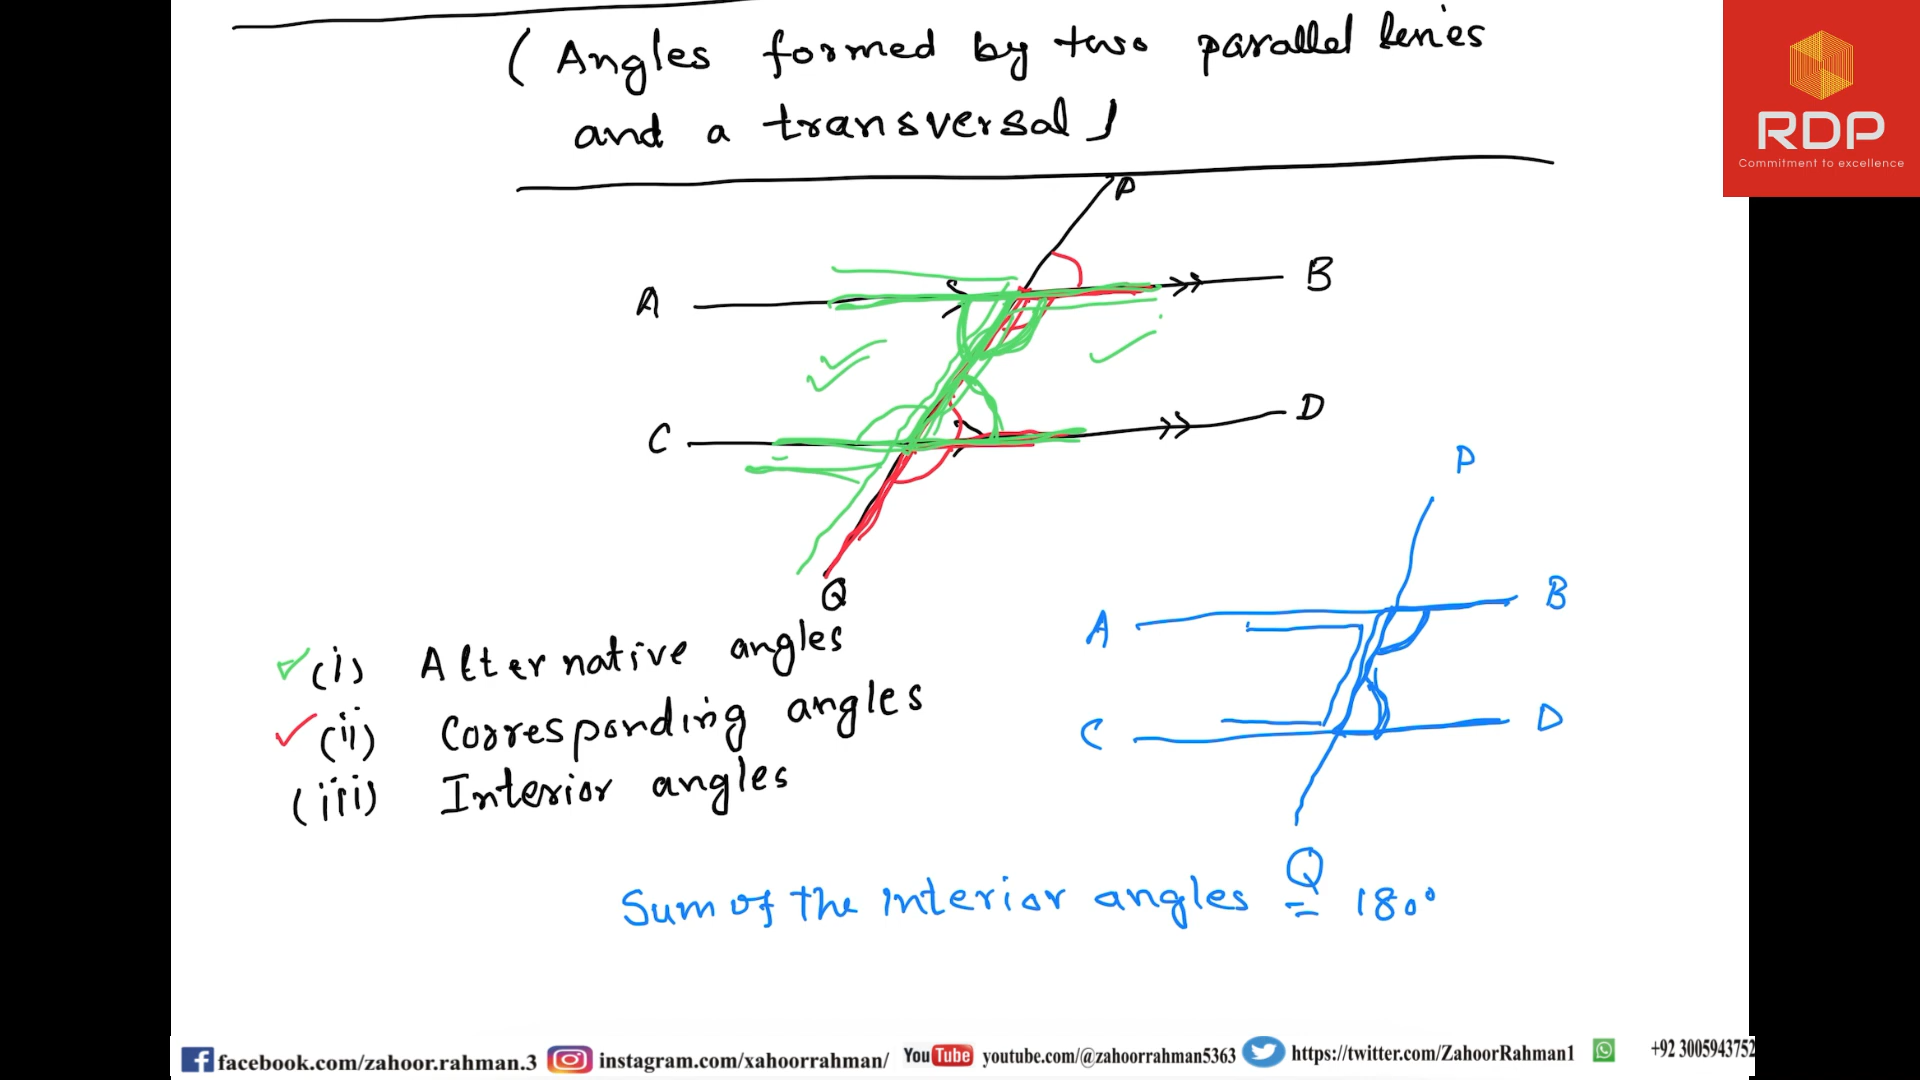 ( Angles formed by two parallel lines
and a transversal )
RDP
Commitment to excellence
P
A
B
C
D
Q
P
A
B
C
D
Q
(i) Alternative angles
(ii) Corresponding angles
(iii) Interior angles
Sum of the interior angles = 180°
facebook.com/zahoor.rahman.3 instagram.com/xahoorrahman/ YouTube youtube.com/@zahoorrahman5363 https://twitter.com/ZahoorRahman1 +92 3005943752